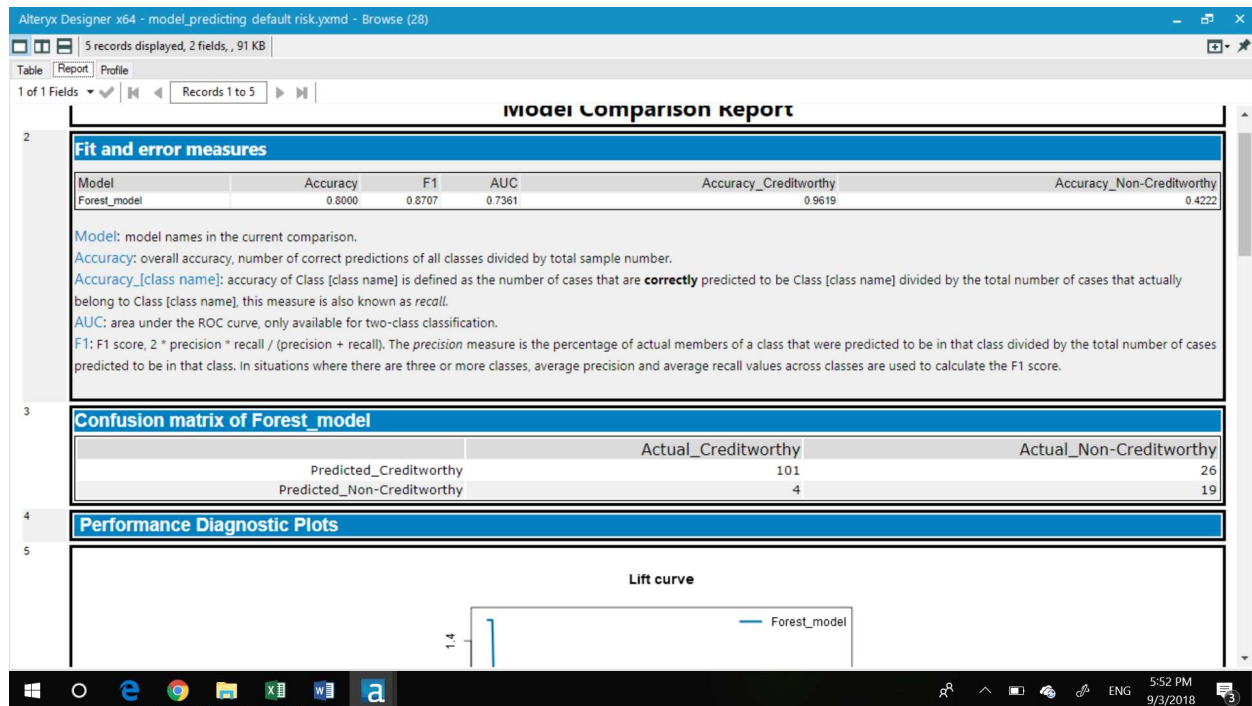 Alteryx Designer x64 - model_predicting default risk.yxmd - Browse (28)
5 records displayed, 2 fields, , 91 KB
Table Report Profile
1 of 1 Fields Records 1 to 5
Model Comparison Report
2
Fit and error measures
Model Accuracy F1 AUC Accuracy_Creditworthy Accuracy_Non-Creditworthy
Forest_model 0.8000 0.8707 0.7361 0.9619 0.4222
Model: model names in the current comparison.
Accuracy: overall accuracy, number of correct predictions of all classes divided by total sample number.
Accuracy_[class name]: accuracy of Class [class name] is defined as the number of cases that are correctly predicted to be Class [class name] divided by the total number of cases that actually
belong to Class [class name], this measure is also known as recall.
AUC: area under the ROC curve, only available for two-class classification.
F1: F1 score, 2 * precision * recall / (precision + recall). The precision measure is the percentage of actual members of a class that were predicted to be in that class divided by the total number of cases
predicted to be in that class. In situations where there are three or more classes, average precision and average recall values across classes are used to calculate the F1 score.
3
Confusion matrix of Forest_model
Actual_Creditworthy Actual_Non-Creditworthy
Predicted_Creditworthy 101 26
Predicted_Non-Creditworthy 4 19
4
Performance Diagnostic Plots
5
Lift curve
Forest_model
1.4
ENG
5:52 PM
9/3/2018
3